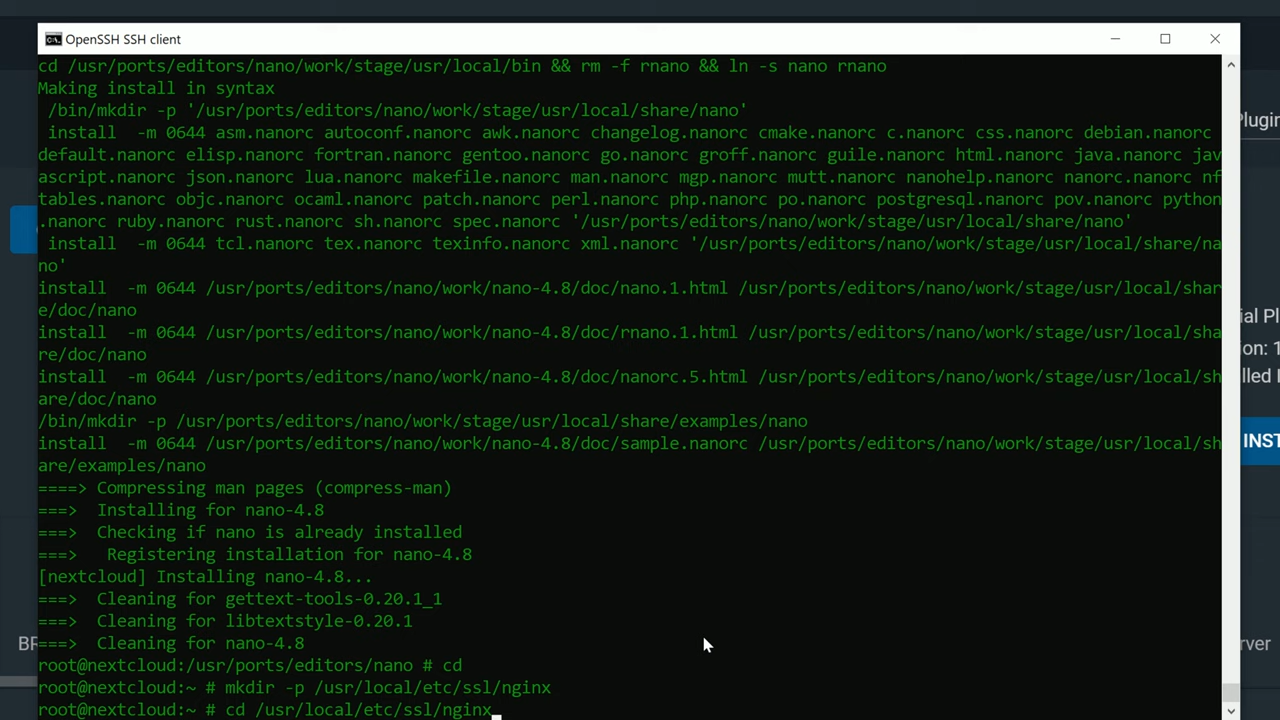 OpenSSH SSH client
cd /usr/ports/editors/nano/work/stage/usr/local/bin && rm -f rnano && ln -s nano rnano
Making install in syntax
/bin/mkdir -p '/usr/ports/editors/nano/work/stage/usr/local/share/nano'
install  -m 0644 asm.nanorc autoconf.nanorc awk.nanorc changelog.nanorc cmake.nanorc c.nanorc css.nanorc debian.nanorc
default.nanorc elisp.nanorc fortran.nanorc gentoo.nanorc go.nanorc groff.nanorc guile.nanorc html.nanorc java.nanorc jav
ascript.nanorc json.nanorc lua.nanorc makefile.nanorc man.nanorc mgp.nanorc mutt.nanorc nanohelp.nanorc nanorc.nanorc nf
tables.nanorc objc.nanorc ocaml.nanorc patch.nanorc perl.nanorc php.nanorc po.nanorc postgresql.nanorc pov.nanorc python
.nanorc ruby.nanorc rust.nanorc sh.nanorc spec.nanorc '/usr/ports/editors/nano/work/stage/usr/local/share/nano'
install  -m 0644 tcl.nanorc tex.nanorc texinfo.nanorc xml.nanorc '/usr/ports/editors/nano/work/stage/usr/local/share/na
no'
install  -m 0644 /usr/ports/editors/nano/work/nano-4.8/doc/nano.1.html /usr/ports/editors/nano/work/stage/usr/local/shar
e/doc/nano
install  -m 0644 /usr/ports/editors/nano/work/nano-4.8/doc/rnano.1.html /usr/ports/editors/nano/work/stage/usr/local/sha
re/doc/nano
install  -m 0644 /usr/ports/editors/nano/work/nano-4.8/doc/nanorc.5.html /usr/ports/editors/nano/work/stage/usr/local/sh
are/doc/nano
/bin/mkdir -p /usr/ports/editors/nano/work/stage/usr/local/share/examples/nano
install  -m 0644 /usr/ports/editors/nano/work/nano-4.8/doc/sample.nanorc /usr/ports/editors/nano/work/stage/usr/local/sh
are/examples/nano
====> Compressing man pages (compress-man)
===>  Installing for nano-4.8
===>  Checking if nano is already installed
===>   Registering installation for nano-4.8
[nextcloud] Installing nano-4.8...
===>  Cleaning for gettext-tools-0.20.1_1
===>  Cleaning for libtextstyle-0.20.1
===>  Cleaning for nano-4.8
root@nextcloud:/usr/ports/editors/nano # cd
root@nextcloud:~ # mkdir -p /usr/local/etc/ssl/nginx
root@nextcloud:~ # cd /usr/local/etc/ssl/nginx
Plugin
ial Pl
ion: 1
lled I
INST
BR
erver